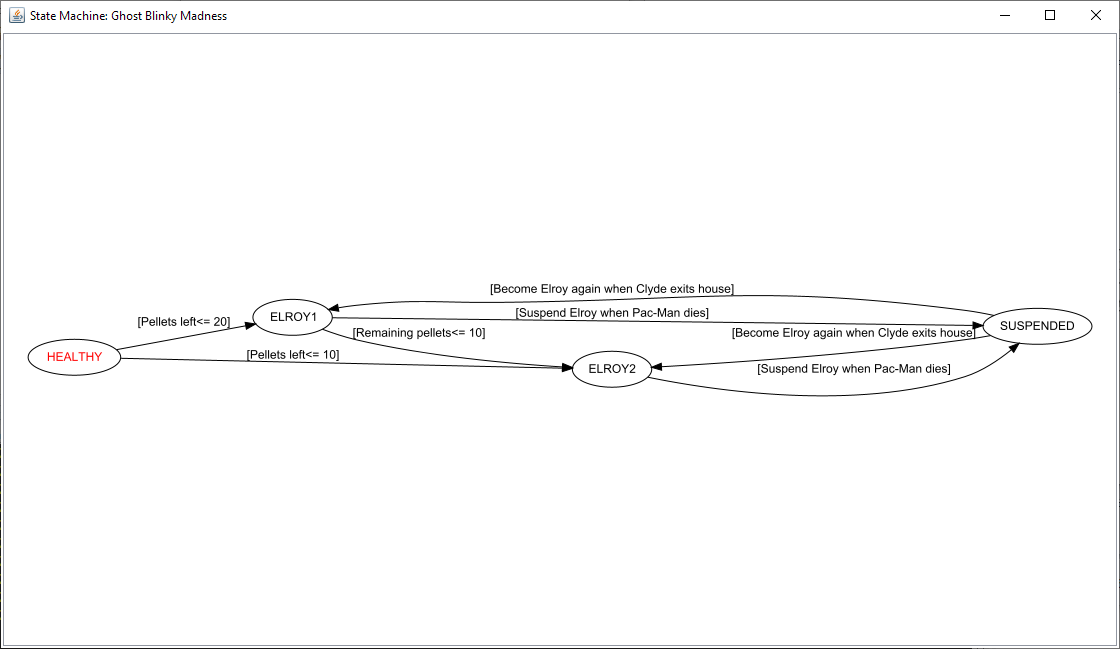 State Machine: Ghost Blinky Madness
[Become Elroy again when Clyde exits house]
[Suspend Elroy when Pac-Man dies]
[Pellets left<= 20]
ELROY1
SUSPENDED
[Remaining pellets<= 10]
[Become Elroy again when Clyde exits house]
HEALTHY
[Pellets left<= 10]
ELROY2
[Suspend Elroy when Pac-Man dies]